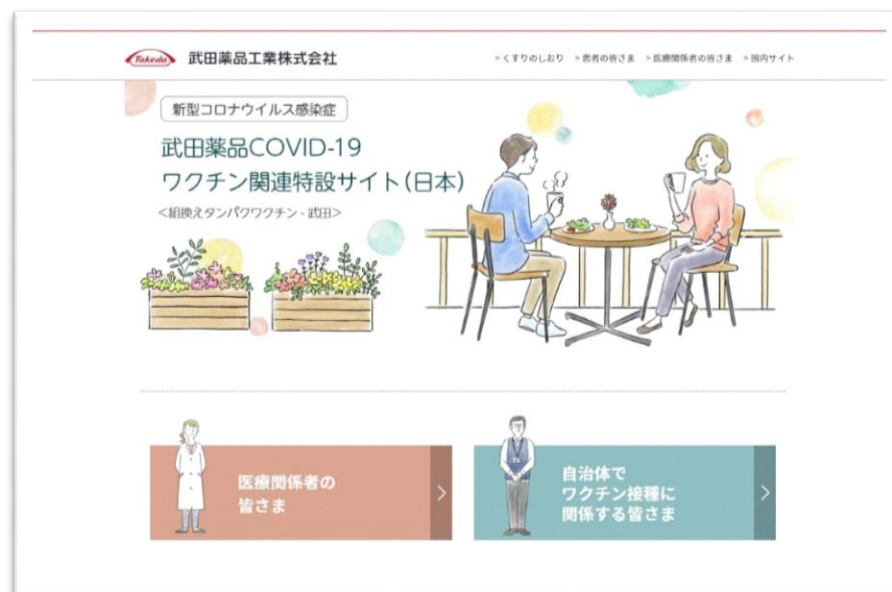 Takeda 武田薬品工業株式会社
>くすりのしおり >患者の皆さま >医療関係者の皆さま >国内サイト
新型コロナウイルス感染症
武田薬品COVID-19
ワクチン関連特設サイト(日本)
<組換えタンパクワクチン - 武田>
医療関係者の
皆さま
自治体で
ワクチン接種に
関係する皆さま